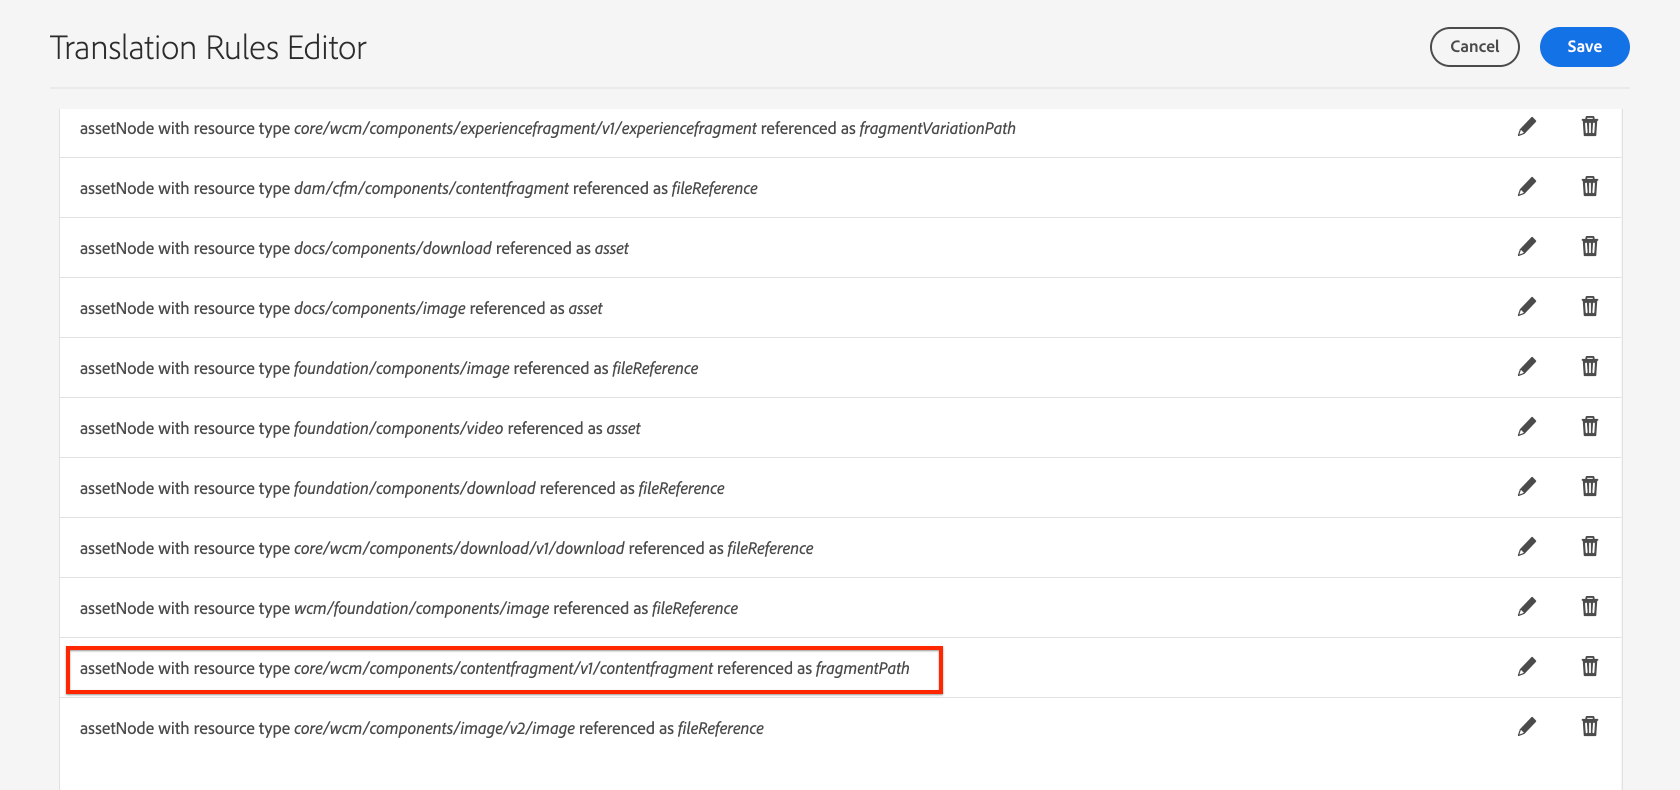 Translation Rules Editor
Cancel
Save
assetNode with resource type core/wcm/components/experiencefragment/v1/experiencefragment referenced as fragmentVariationPath
assetNode with resource type dam/cfm/components/contentfragment referenced as fileReference
assetNode with resource type docs/components/download referenced as asset
assetNode with resource type docs/components/image referenced as asset
assetNode with resource type foundation/components/image referenced as fileReference
assetNode with resource type foundation/components/video referenced as asset
assetNode with resource type foundation/components/download referenced as fileReference
assetNode with resource type core/wcm/components/download/v1/download referenced as fileReference
assetNode with resource type wcm/foundation/components/image referenced as fileReference
assetNode with resource type core/wcm/components/contentfragment/v1/contentfragment referenced as fragmentPath
assetNode with resource type core/wcm/components/image/v2/image referenced as fileReference